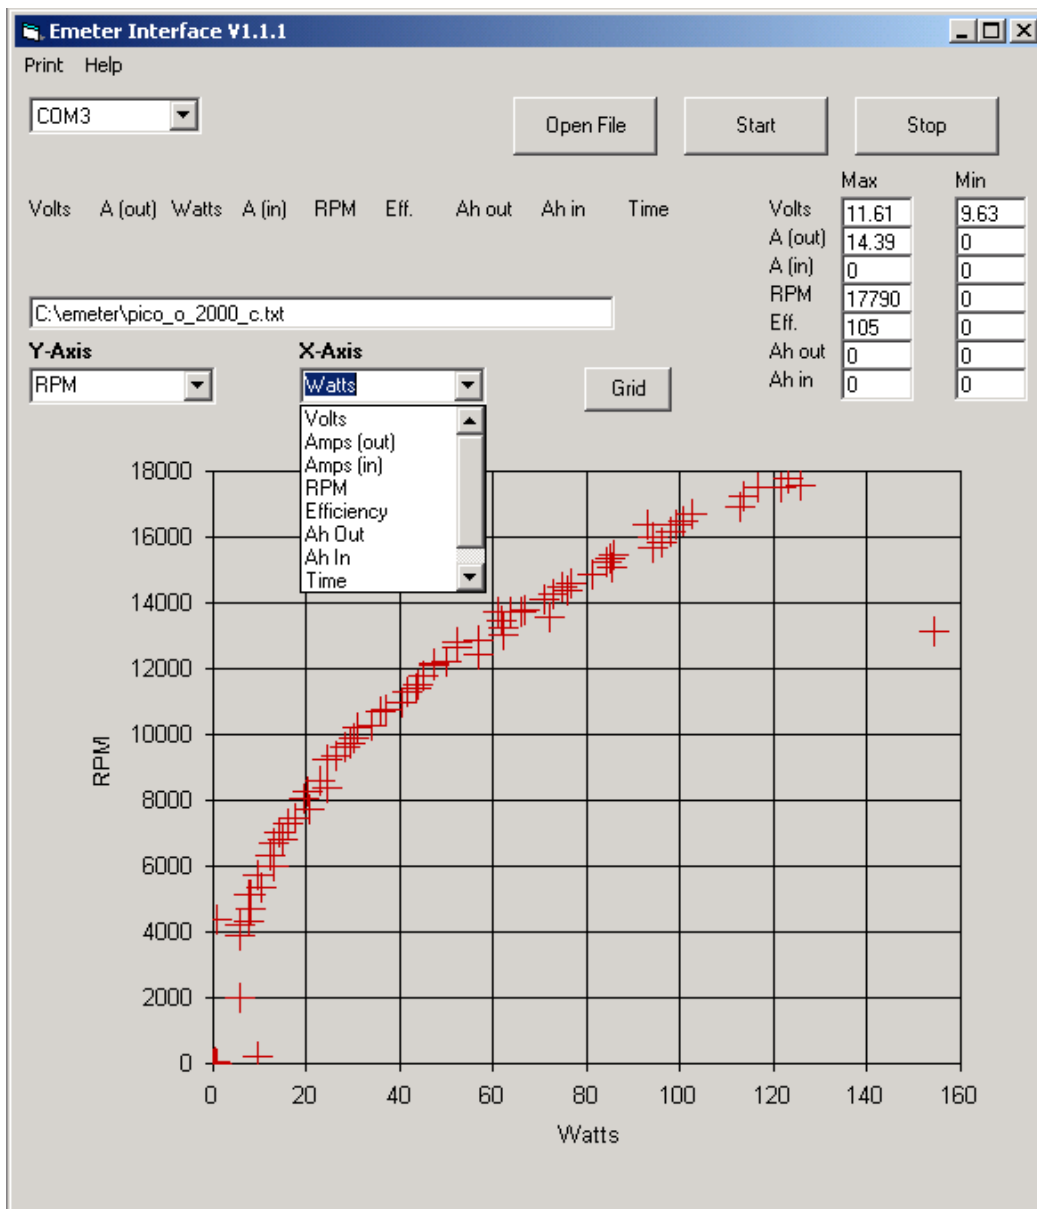 Emeter Interface V1.1.1
Print Help
COM3
Open File Start Stop
Max Min
Volts A (out) Watts A (in) RPM Eff. Ah out Ah in Time
Volts 11.61 9.63
A (out) 14.39 0
A (in) 0 0
RPM 17790 0
Eff. 105 0
Ah out 0 0
Ah in 0 0
C:\emeter\pico_o_2000_c.txt
Y-Axis X-Axis
RPM Watts Grid
Volts
Amps (out)
Amps (in)
RPM
Efficiency
Ah Out
Ah In
Time
18000
16000
14000
12000
10000
8000
6000
4000
2000
0
RPM
0 20 40 60 80 100 120 140 160
Watts